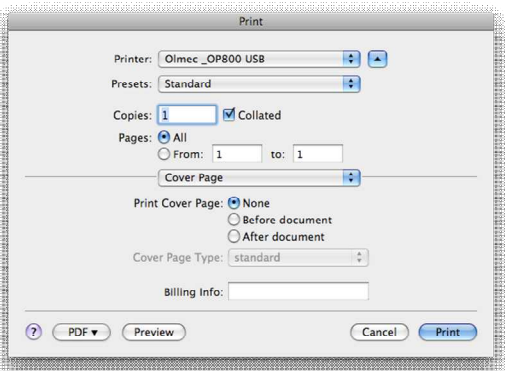 Print
Printer: Olmec _OP800 USB
Presets: Standard
Copies: 1 Collated
Pages: All
From: 1 to: 1
Cover Page
Print Cover Page: None
Before document
After document
Cover Page Type: standard
Billing Info:
? PDF ▾ Preview Cancel Print